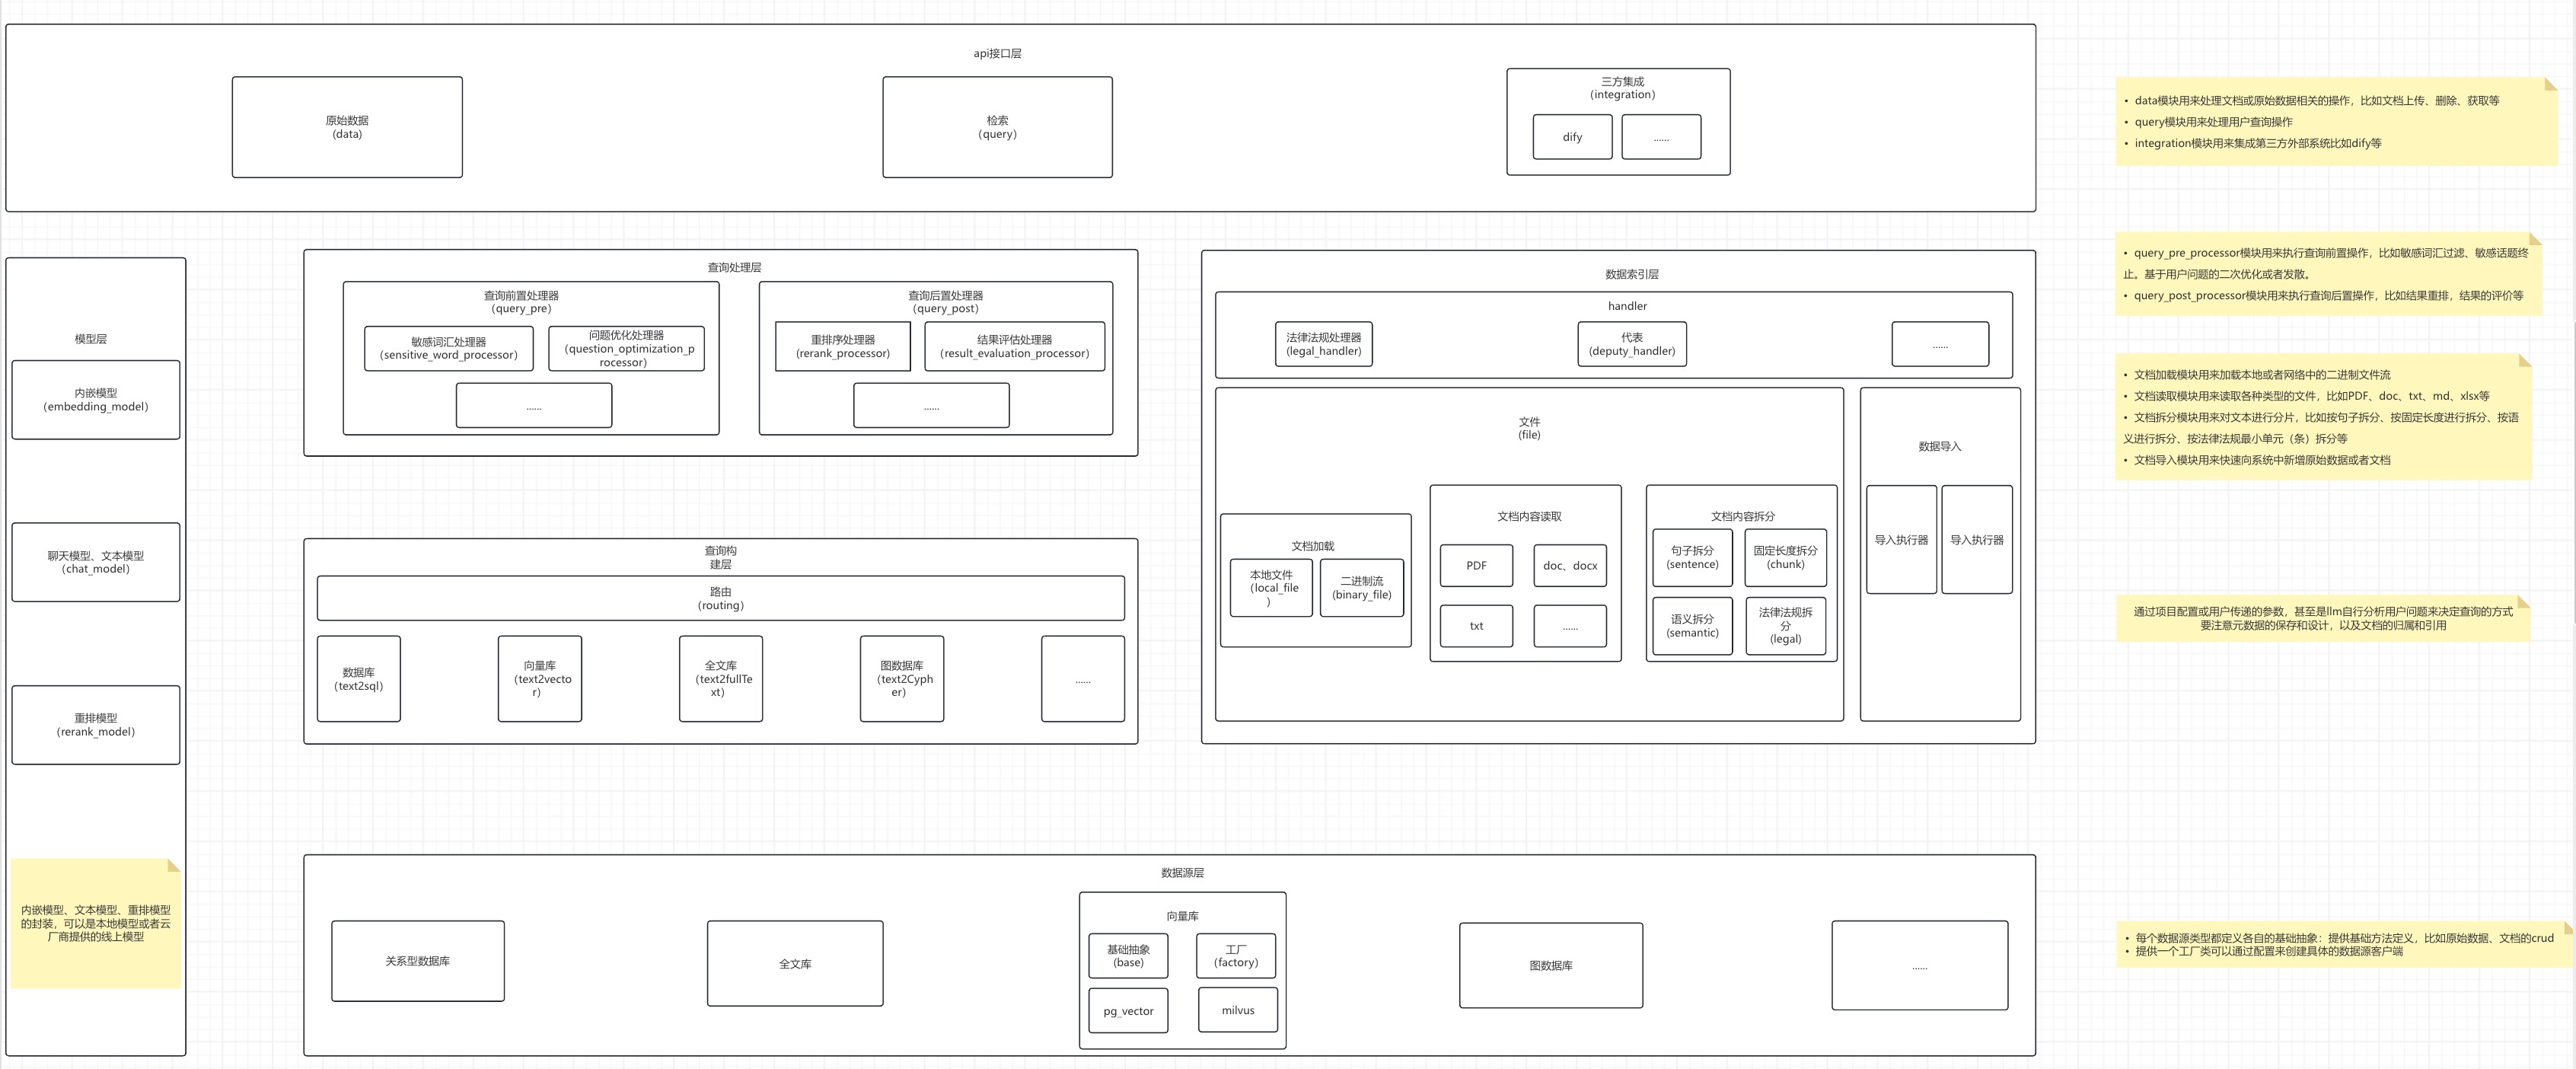 api接口层
原始数据
(data)
检索
（query）
三方集成
（integration）
dify
......
• data模块用来处理文档或原始数据相关的操作，比如文档上传、删除、获取等
• query模块用来处理用户查询操作
• integration模块用来集成第三方外部系统比如dify等
模型层
内嵌模型
（embedding_model）
聊天模型、文本模型
（chat_model）
重排模型
（rerank_model）
内嵌模型、文本模型、重排模型
的封装，可以是本地模型或者云
厂商提供的线上模型
查询处理层
查询前置处理器
（query_pre）
敏感词汇处理器
（sensitive_word_processor）
问题优化处理器
（question_optimization_p
rocessor）
......
查询后置处理器
（query_post）
重排序处理器
(rerank_processor)
结果评估处理器
（result_evaluation_processor）
......
查询构
建层
路由
（routing）
数据库
（text2sql）
向量库
（text2vecto
r）
全文库
（text2fullTe
xt）
图数据库
（text2Cyph
er）
......
数据索引层
handler
法律法规处理器
(legal_handler)
代表
(deputy_handler)
......
文件
(file)
文档加载
本地文件
（local_file
）
二进制流
(binary_file)
文档内容读取
PDF
doc、docx
txt
......
文档内容拆分
句子拆分
(sentence)
固定长度拆分
(chunk)
语义拆分
(semantic)
法律法规拆
分
(legal)
数据导入
导入执行器
导入执行器
• query_pre_processor模块用来执行查询前置操作，比如敏感词汇过滤、敏感话题终
止。基于用户问题的二次优化或者发散。
• query_post_processor模块用来执行查询后置操作，比如结果重排，结果的评价等
• 文档加载模块用来加载本地或者网络中的二进制文件流
• 文档读取模块用来读取各种类型的文件，比如PDF、doc、txt、md、xlsx等
• 文档拆分模块用来对文本进行分片，比如按句子拆分、按固定长度进行拆分、按语
义进行拆分、按法律法规最小单元（条）拆分等
• 文档导入模块用来快速向系统中新增原始数据或者文档
通过项目配置或用户传递的参数，甚至是llm自行分析用户问题来决定查询的方式
要注意元数据的保存和设计，以及文档的归属和引用
数据源层
关系型数据库
全文库
向量库
基础抽象
(base)
工厂
（factory）
pg_vector
milvus
图数据库
......
• 每个数据源类型都定义各自的基础抽象：提供基础方法定义，比如原始数据、文档的crud
• 提供一个工厂类可以通过配置来创建具体的数据源客户端